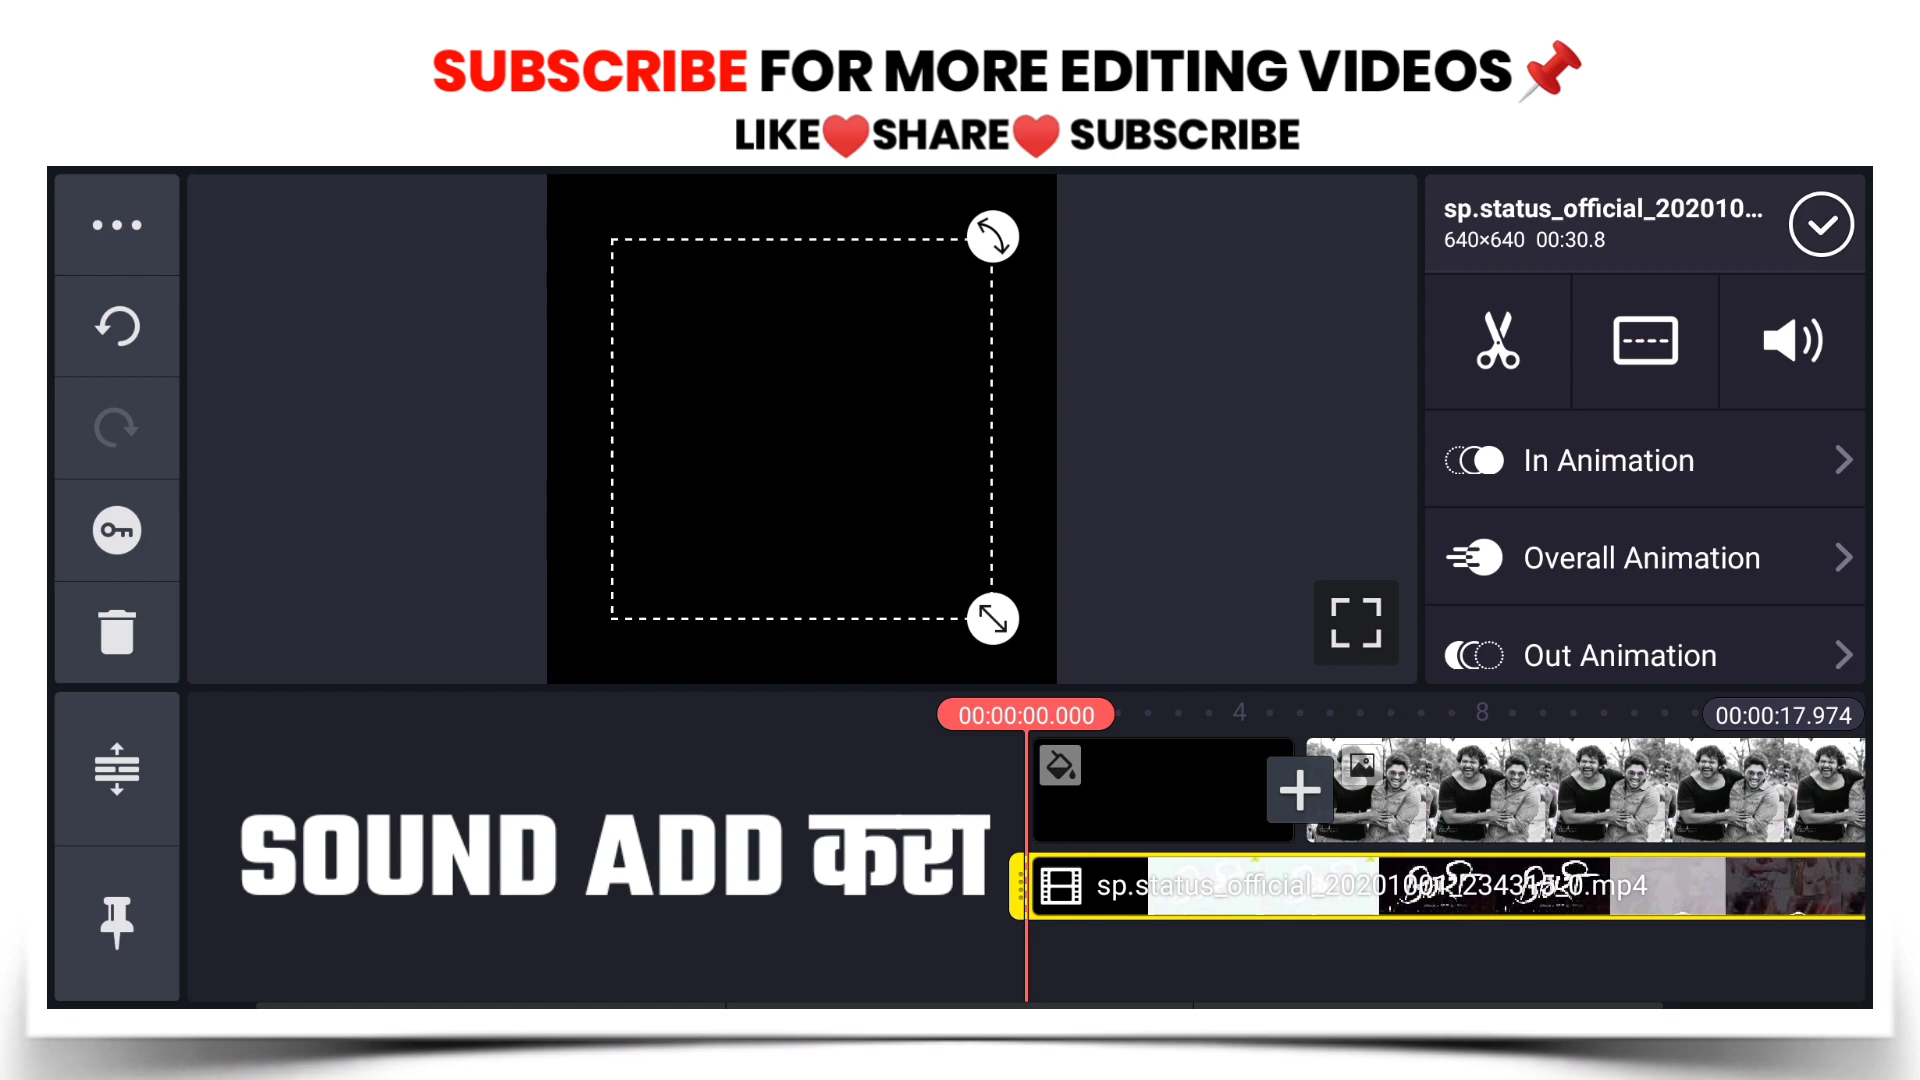 SUBSCRIBE FOR MORE EDITING VIDEOS
LIKE SHARE SUBSCRIBE
sp.status_official_202010...
640×640 00:30.8
In Animation
Overall Animation
Out Animation
00:00:00.000
4
8
00:00:17.974
SOUND ADD करा